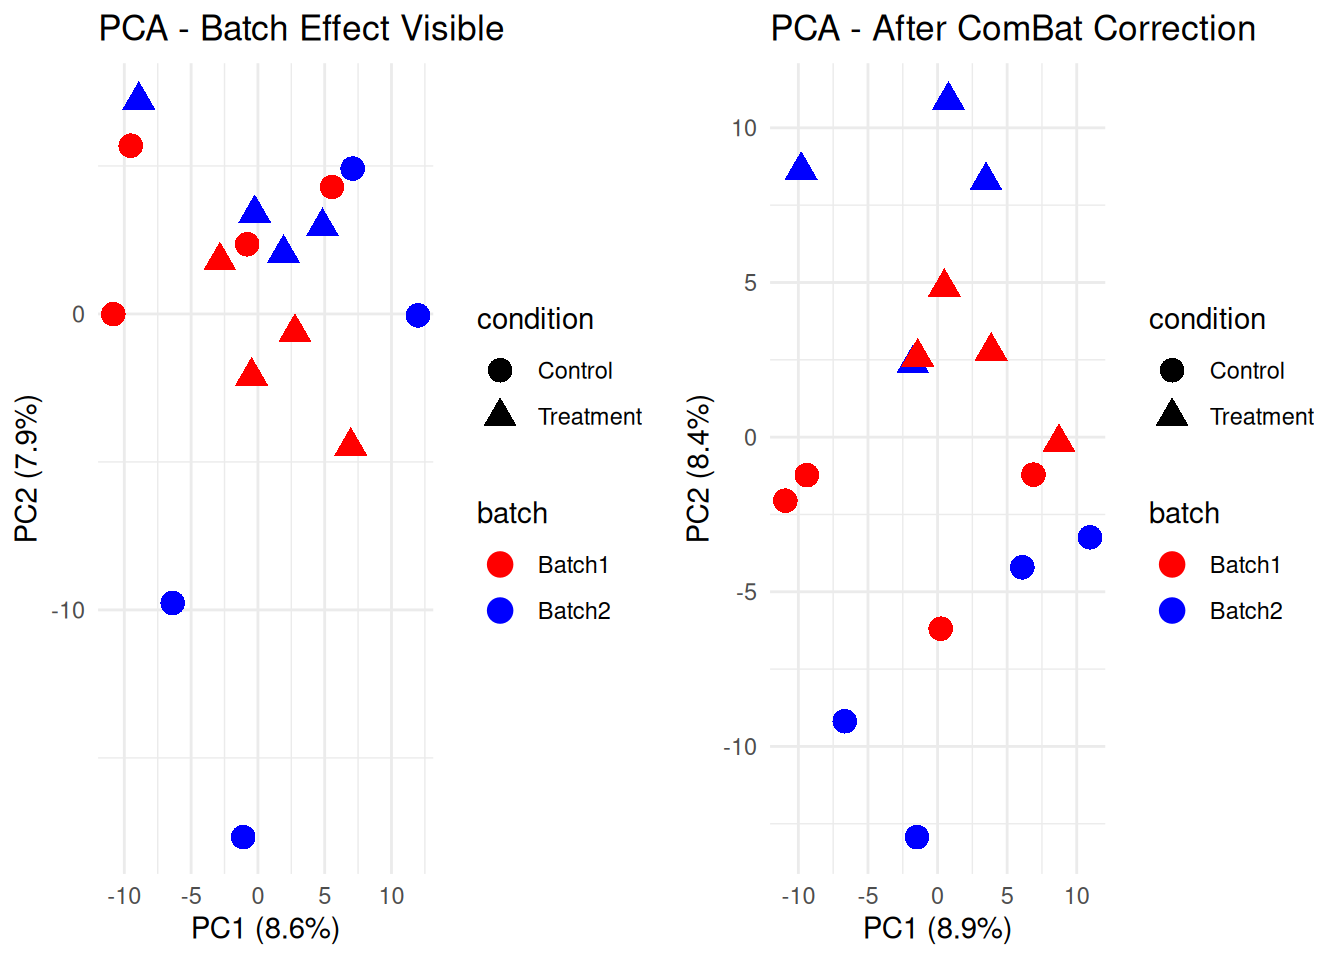 PCA - Batch Effect Visible
0
-10
-10
-5
0
5
10
PC1 (8.6%)
PC2 (7.9%)
condition
Control
Treatment
batch
Batch1
Batch2
PCA - After ComBat Correction
10
5
0
-5
-10
-10
-5
0
5
10
PC1 (8.9%)
PC2 (8.4%)
condition
Control
Treatment
batch
Batch1
Batch2